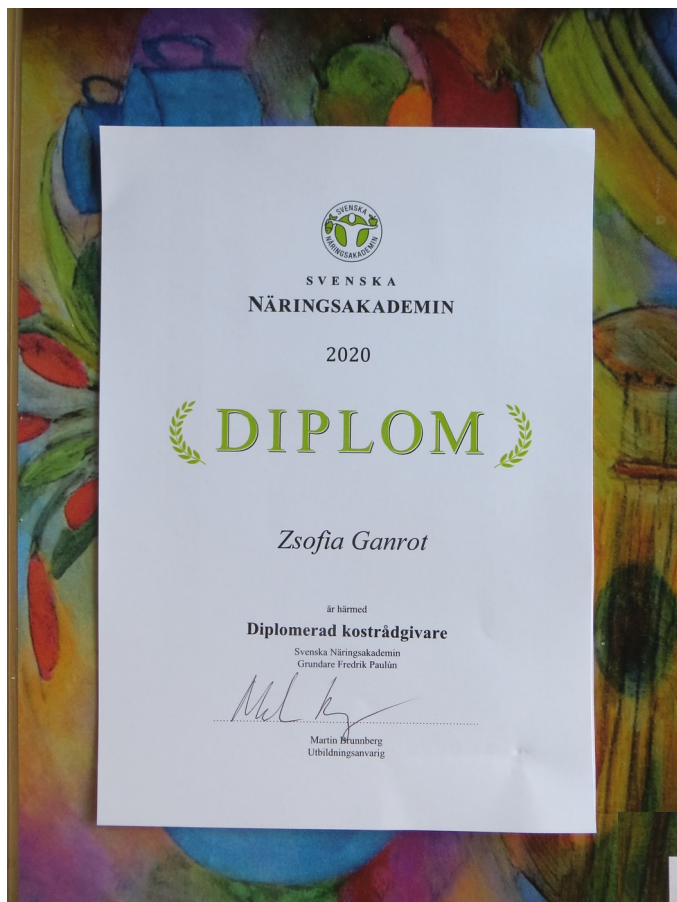 SVENSKA
NÄRINGSAKADEMIN
SVENSKA
NÄRINGSAKADEMIN
2020
DIPLOM
Zsofia Ganrot
är härmed
Diplomerad kostrådgivare
Svenska Näringsakademin
Grundare Fredrik Paulún
Martin Brunnberg
Utbildningsanvarig